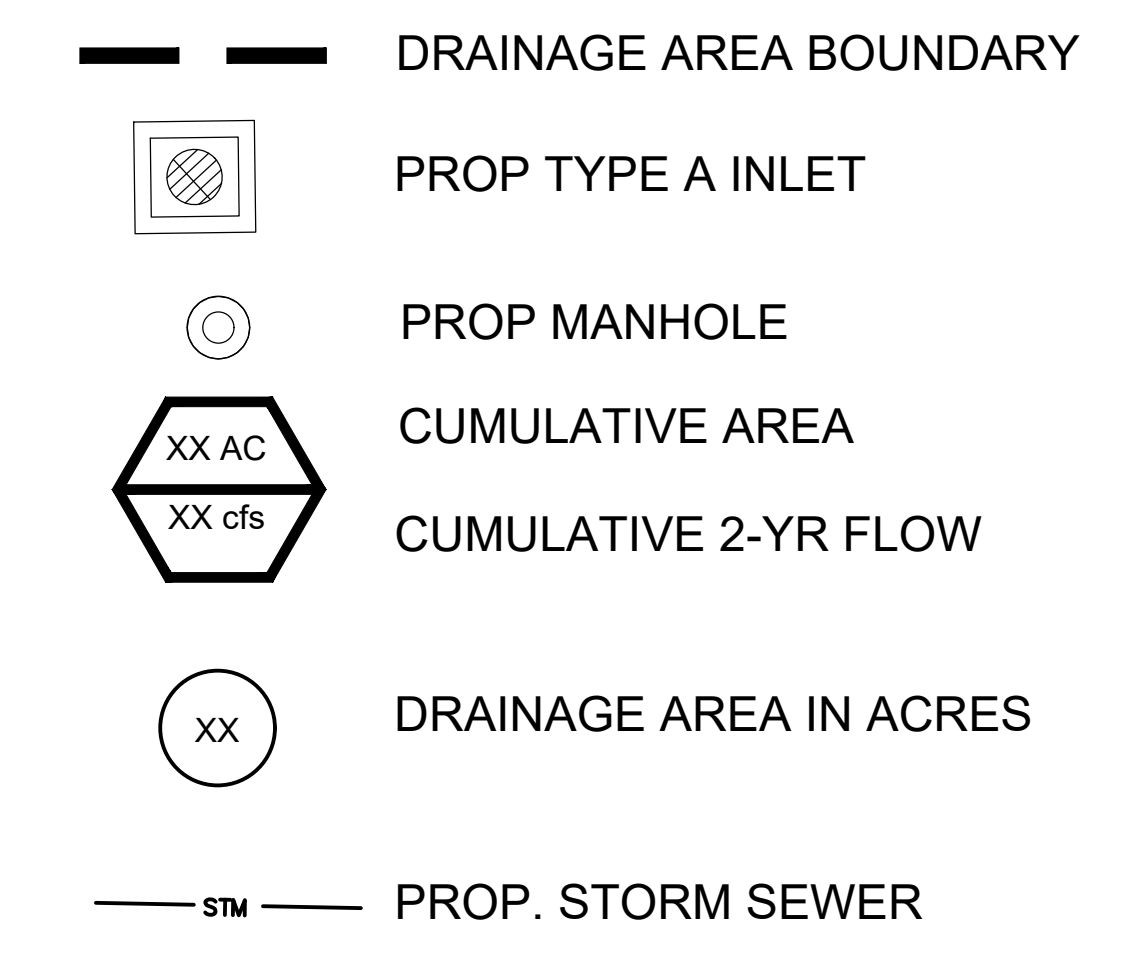 DRAINAGE AREA BOUNDARY
PROP TYPE A INLET
PROP MANHOLE
XX AC CUMULATIVE AREA
XX cfs CUMULATIVE 2-YR FLOW
XX DRAINAGE AREA IN ACRES
STM PROP. STORM SEWER